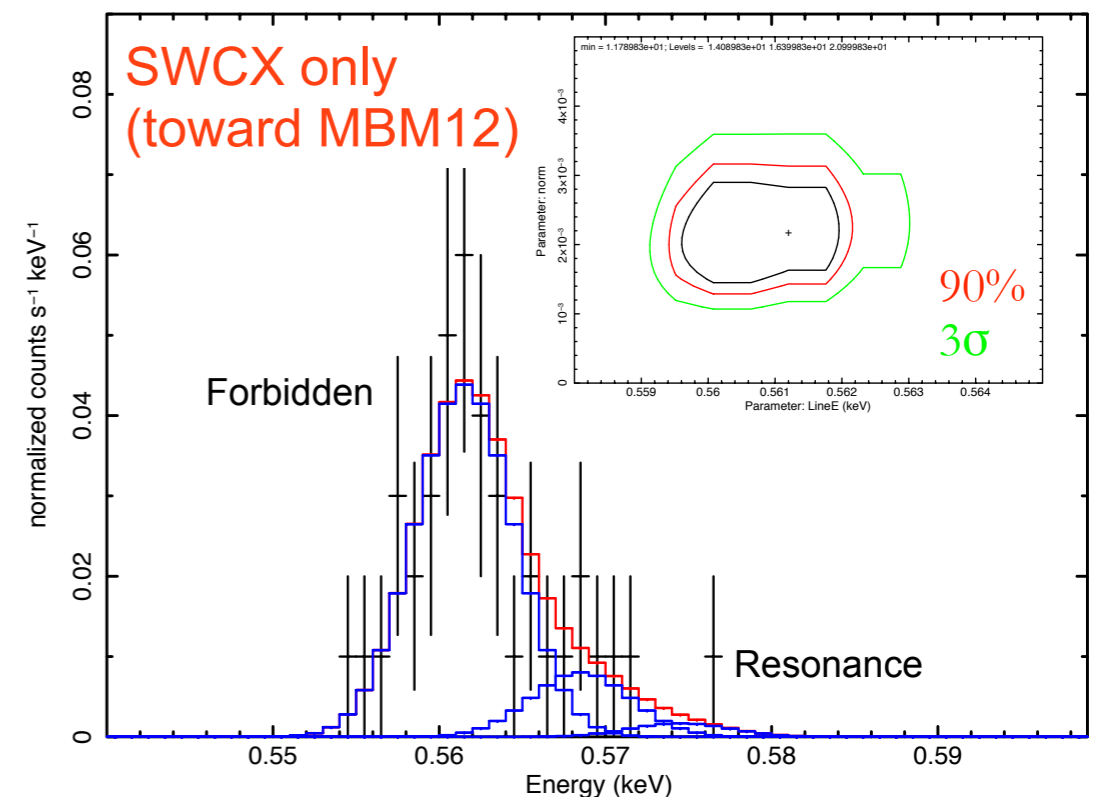 SWCX only
(toward MBM12)
min = 1.178983e+01; Levels = 1.408983e+01 1.639983e+01 2.099983e+01
Parameter: norm
4×10⁻³
3×10⁻³
2×10⁻³
10⁻³
0
0.559 0.56 0.561 0.562 0.563 0.564
Parameter: LineE (keV)
90%
3σ
normalized counts s⁻¹ keV⁻¹
0.08
0.06
0.04
0.02
0
Forbidden
Resonance
0.55 0.56 0.57 0.58 0.59
Energy (keV)